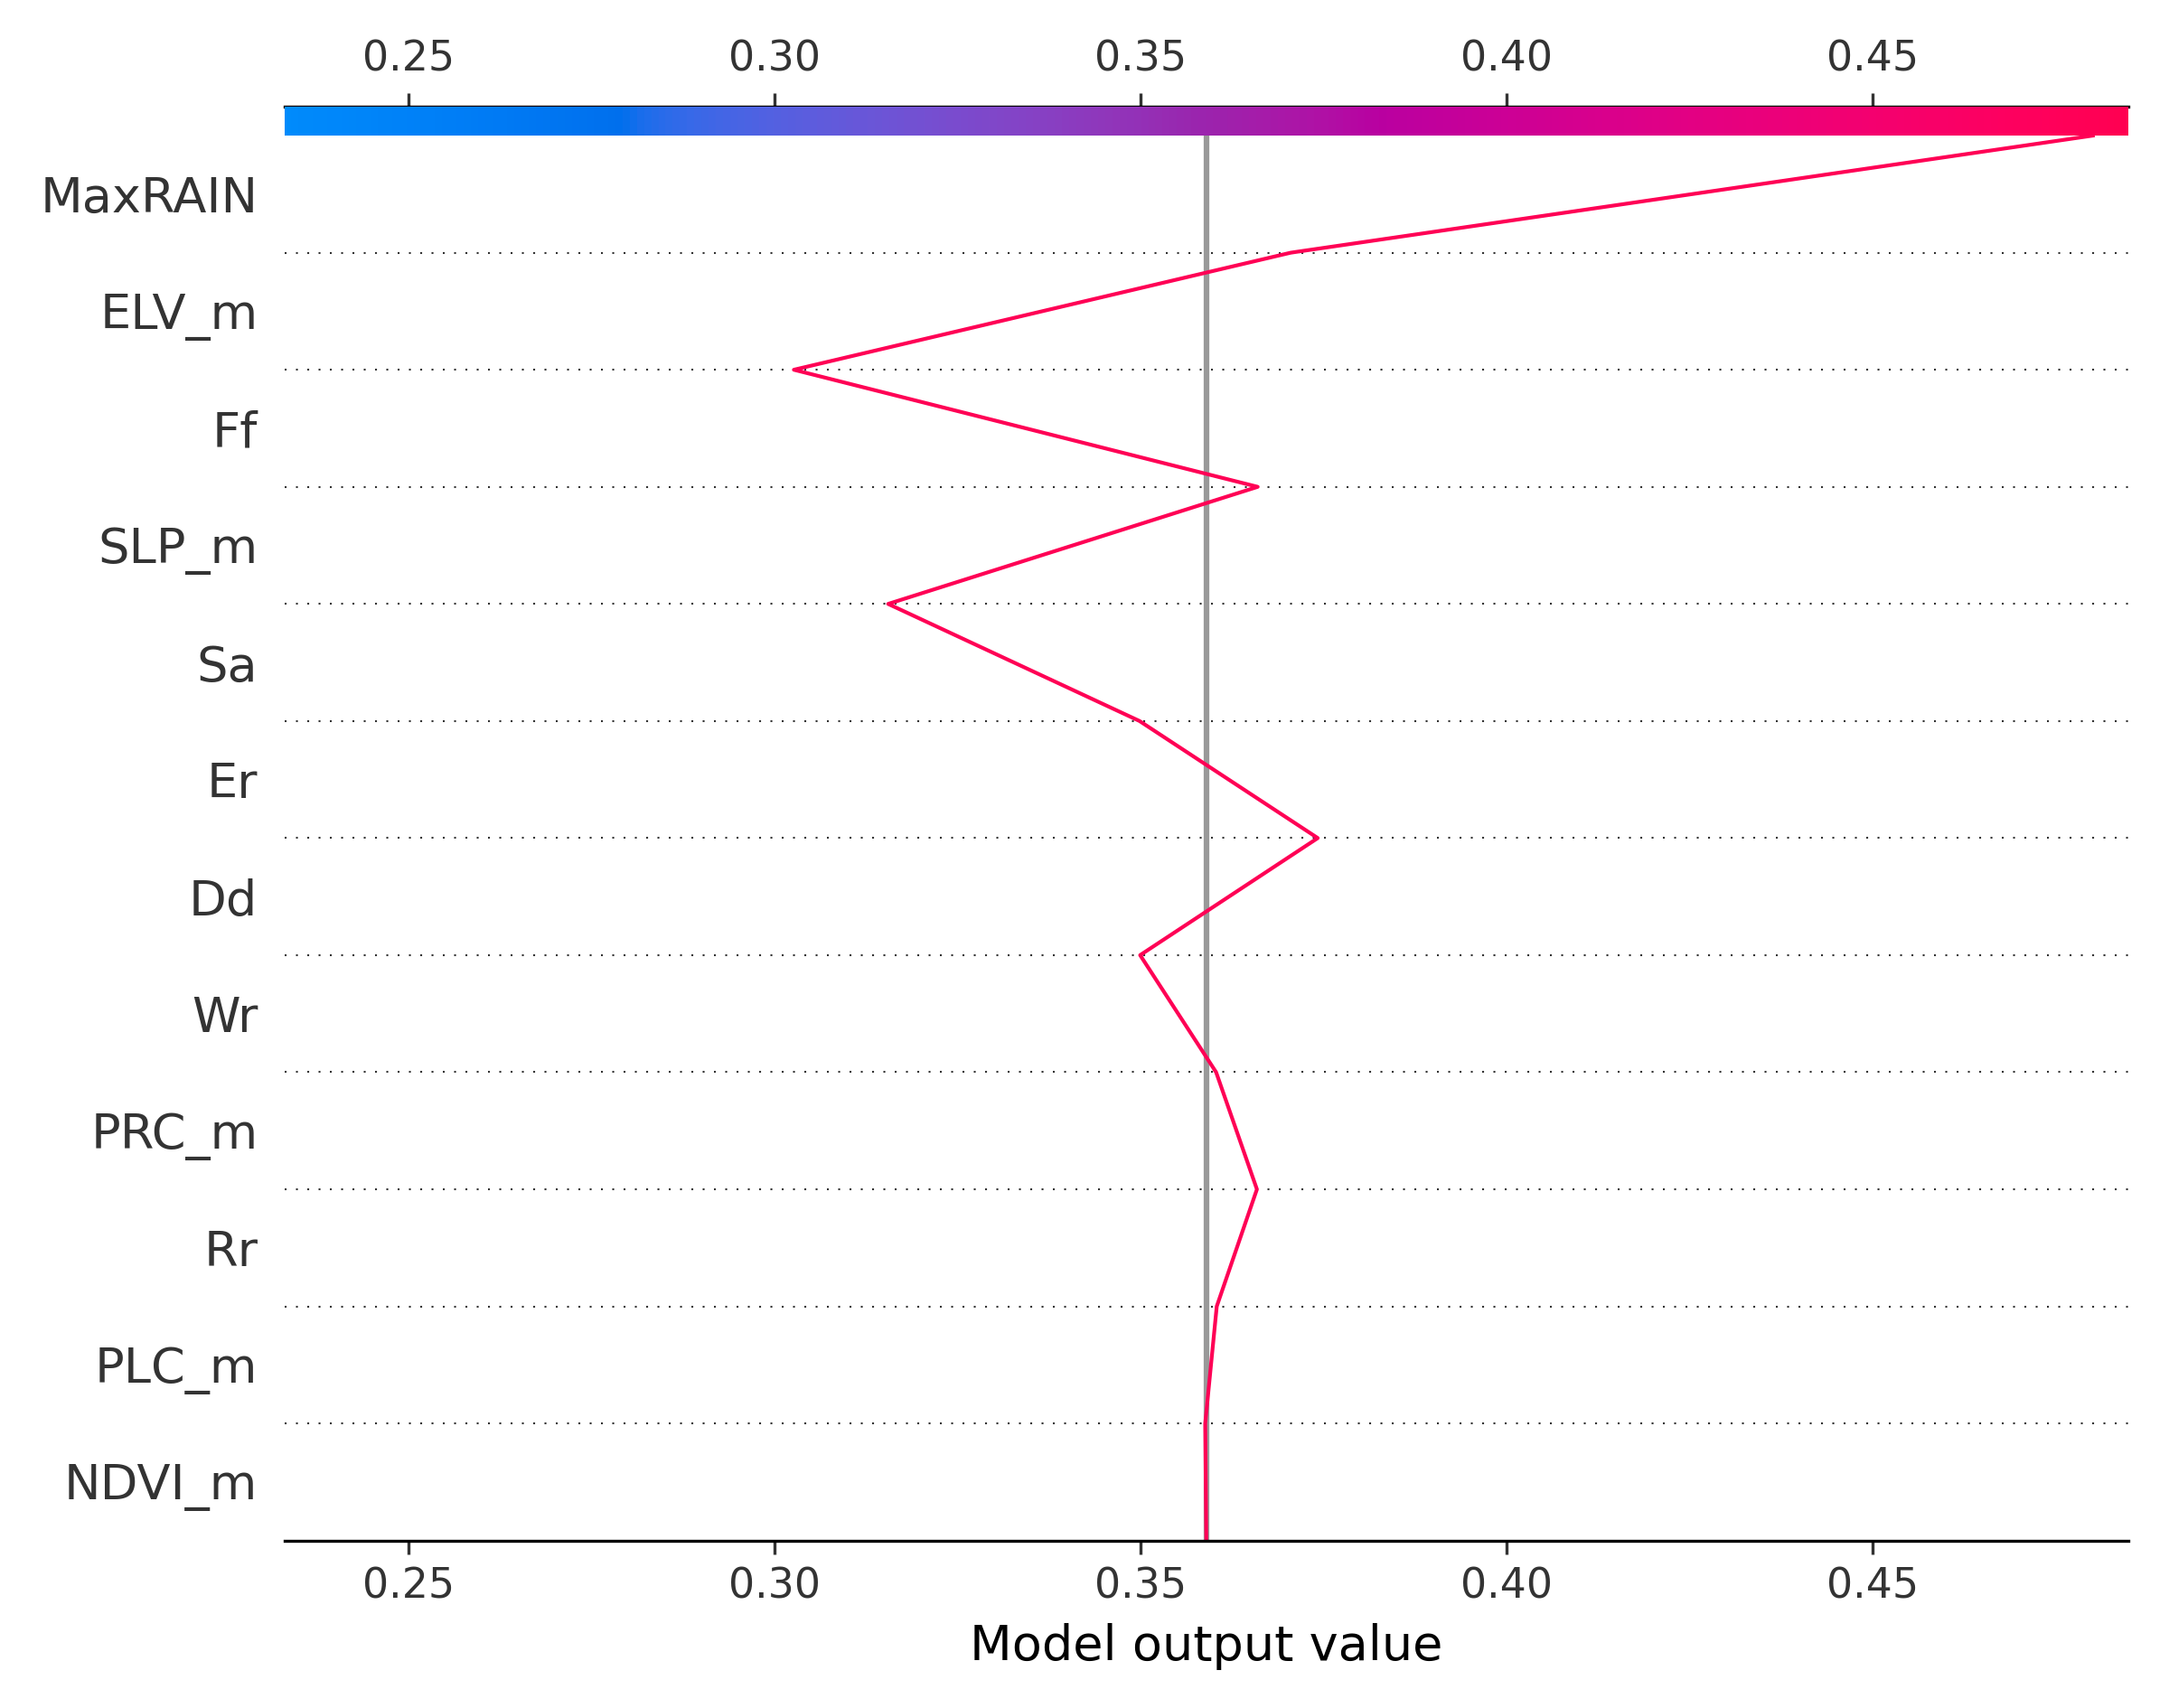 0.25 0.30 0.35 0.40 0.45
MaxRAIN
ELV_m
Ff
SLP_m
Sa
Er
Dd
Wr
PRC_m
Rr
PLC_m
NDVI_m
0.25 0.30 0.35 0.40 0.45
Model output value